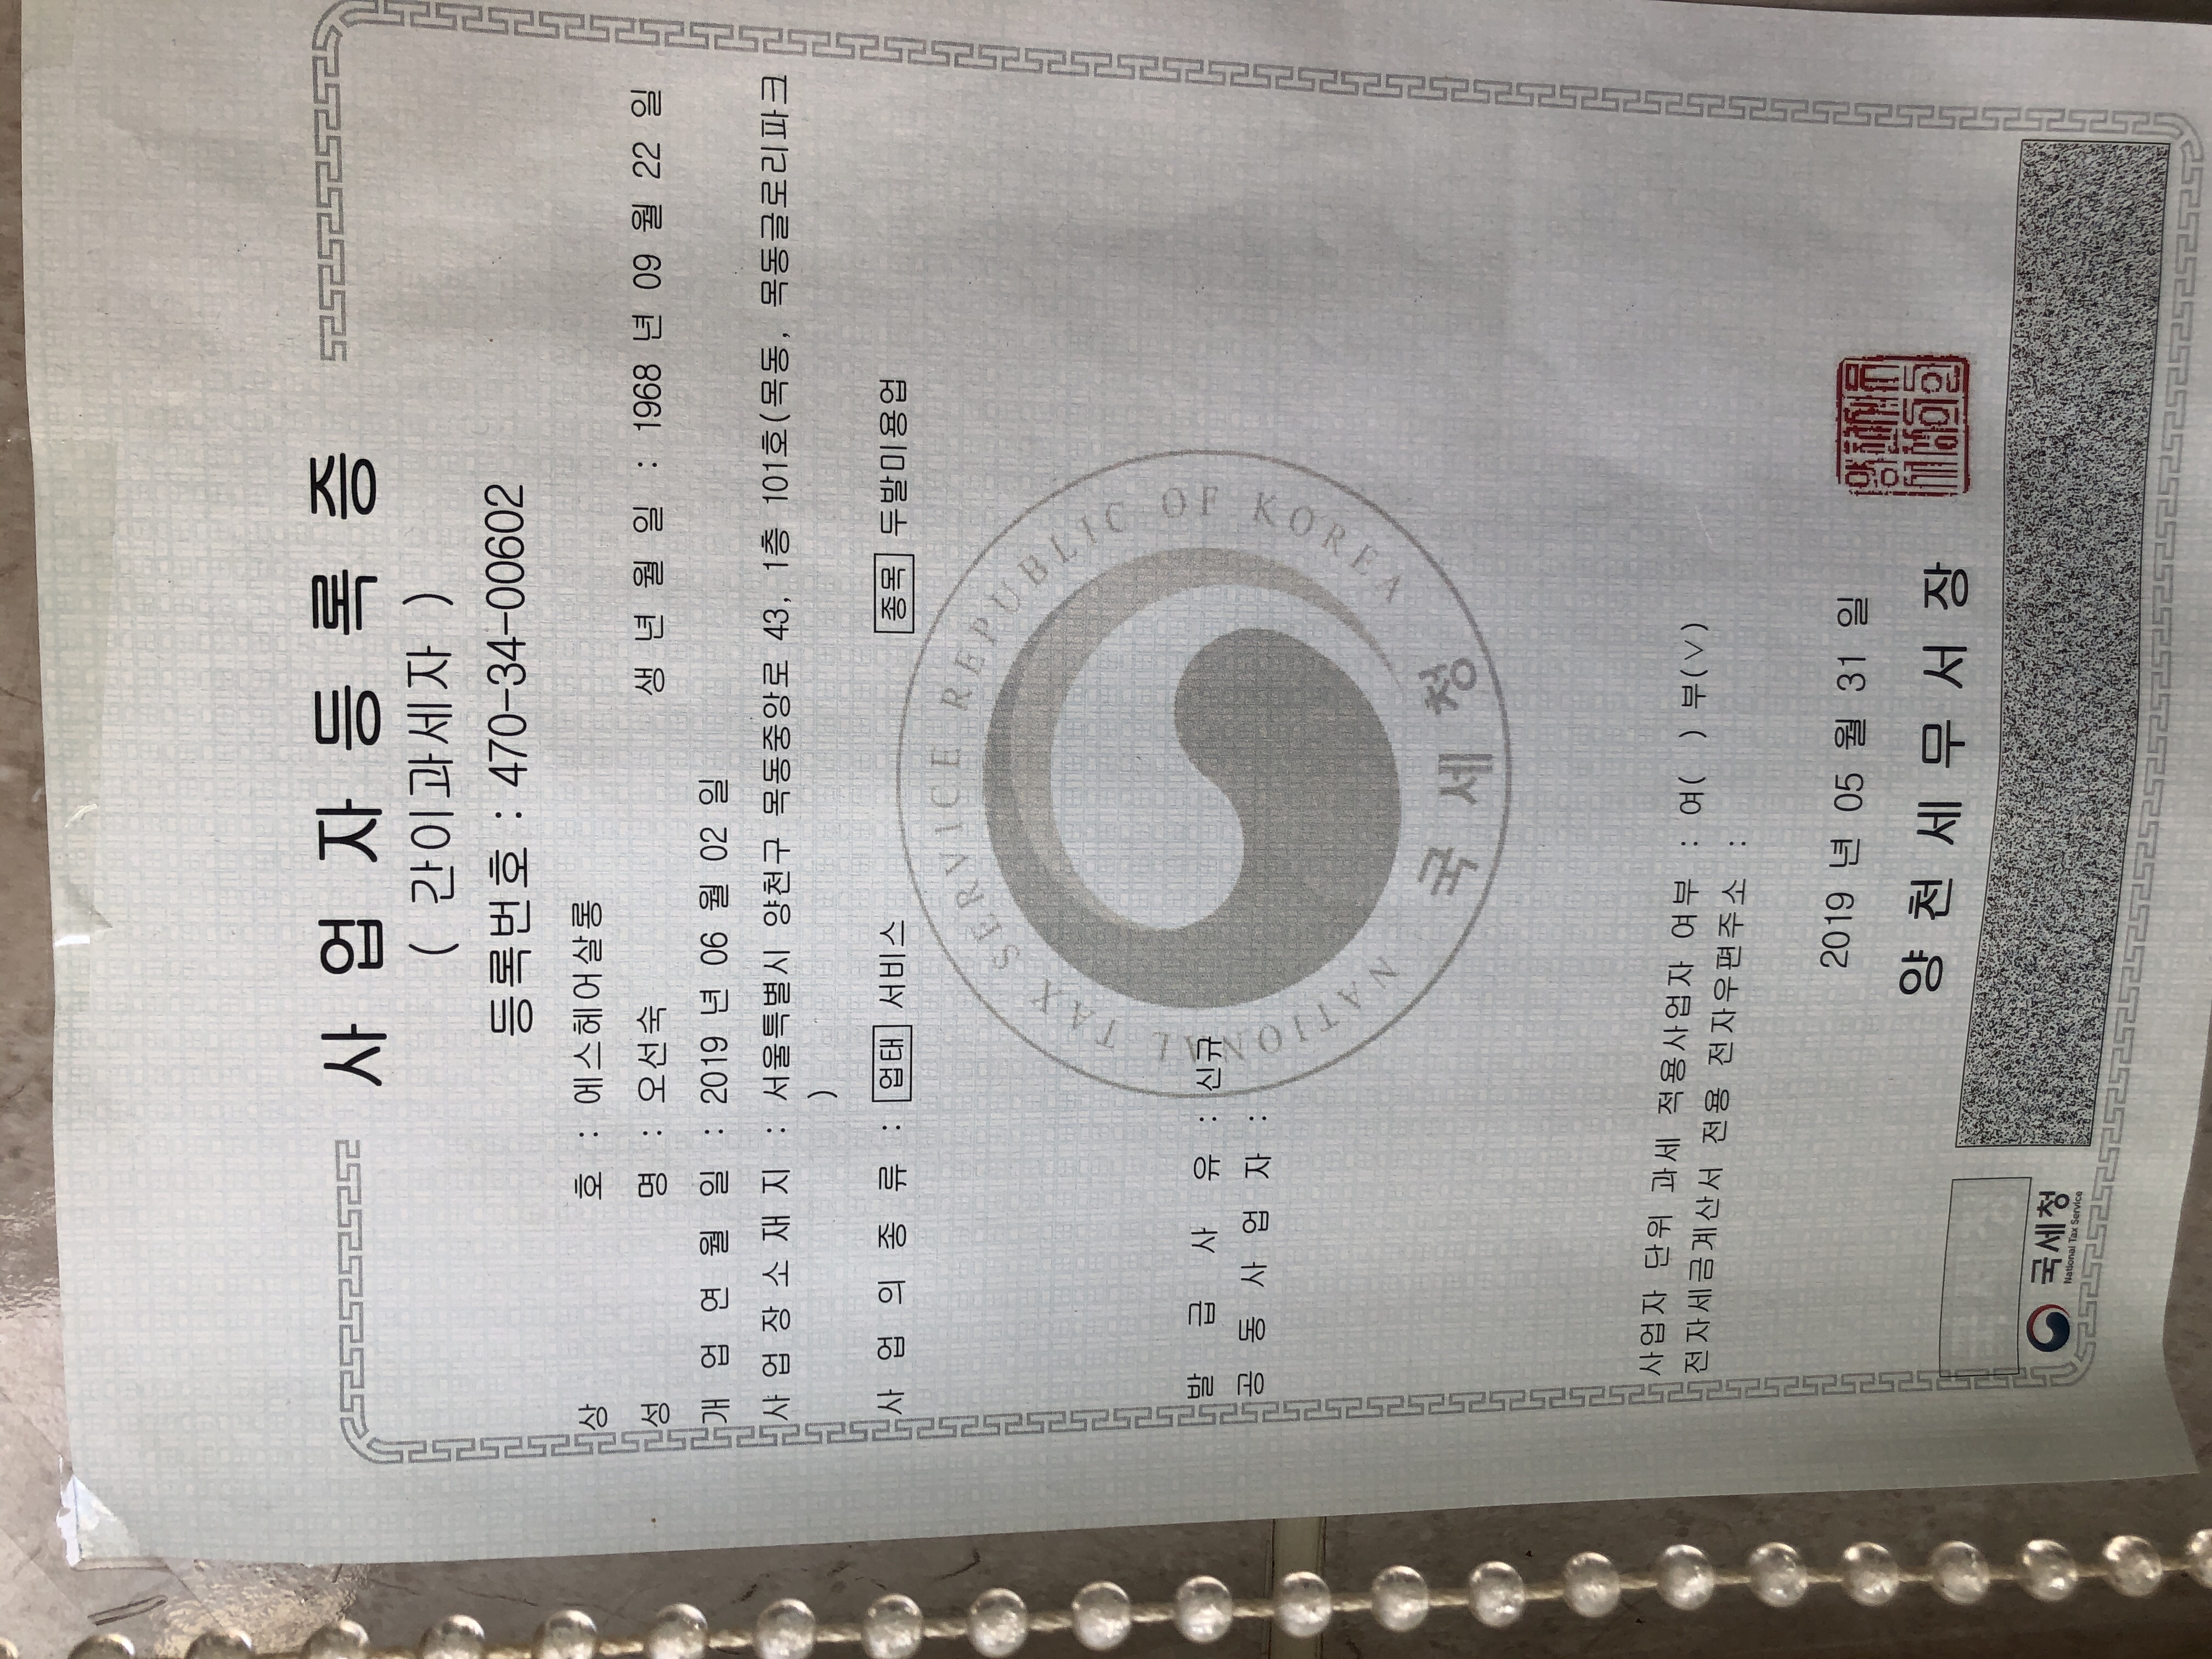 사 업 자 등 록 증
( 간이과세자 )
등록번호 : 470-34-00602
상 호 : 에스헤어살롱
성 명 : 오선숙 생 년 월 일 : 1968 년 09 월 22 일
개 업 연 월 일 : 2019 년 06 월 02 일
사 업 장 소 재 지 : 서울특별시 양천구 목동중앙로 43, 1층 101호(목동, 목동글로리파크
)
사 업 의 종 류 : 업태 서비스 종목 두발미용업
NATIONAL TAX SERVICE REPUBLIC OF KOREA
국세청
발 급 사 유 : 신규
공 동 사 업 자 :
사업자 단위 과세 적용사업자 여부 : 여( ) 부(∨)
전자세금계산서 전용 전자우편주소 :
2019 년 05 월 31 일
양 천 세 무 서 장
국세청
National Tax Service